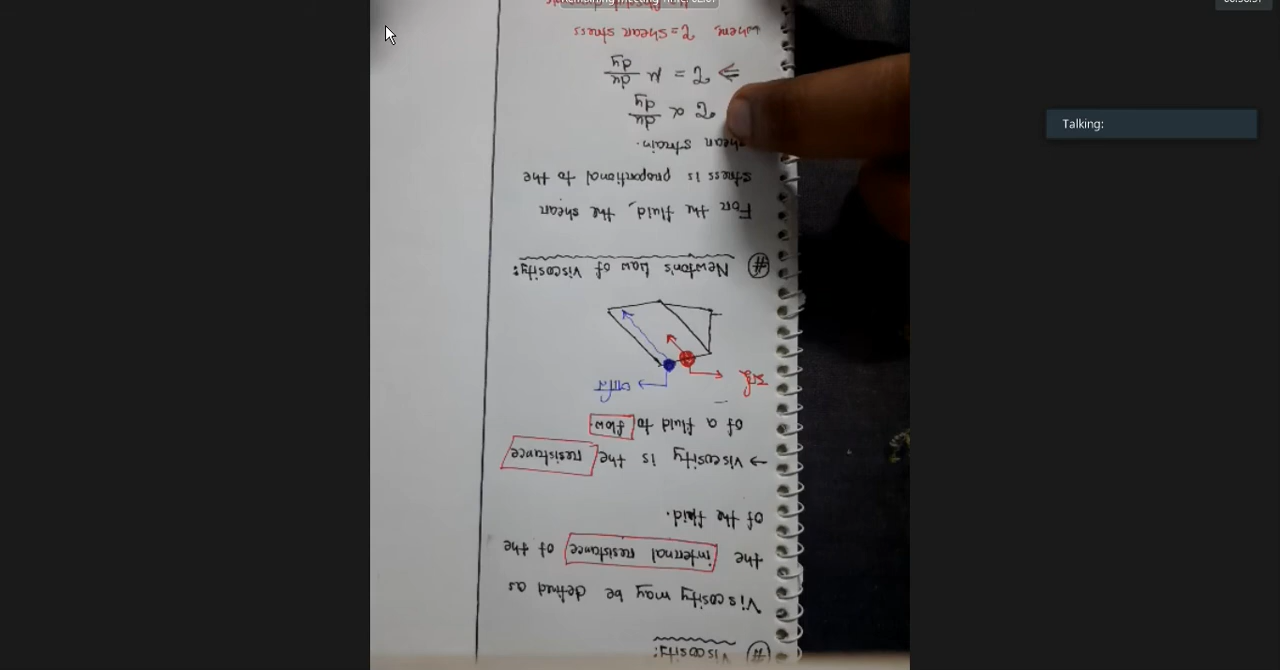 # Viscosity:
Viscosity may be defined as
the internal resistance of the
of the fluid.
→ Viscosity is the resistance
of a fluid to flow.
# Newton's Law of Viscosity:
For the fluid, the shear
stress is proportional to the
shear strain.
τ ∝ du/dy
⇒ τ = μ du/dy
where, τ = shear stress
Talking: